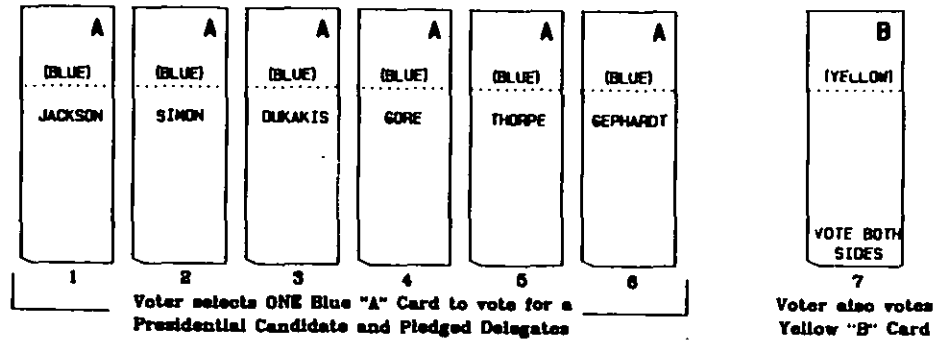 A A A A A A B
(BLUE) (BLUE) (BLUE) (BLUE) (BLUE) (BLUE) (YELLOW)
JACKSON SIMON DUKAKIS GORE THORPE GEPHARDT
VOTE BOTH
SIDES
1 2 3 4 5 6 7
Voter selects ONE Blue "A" Card to vote for a
Presidential Candidate and Pledged Delegates
Voter also votes
Yellow "B" Card